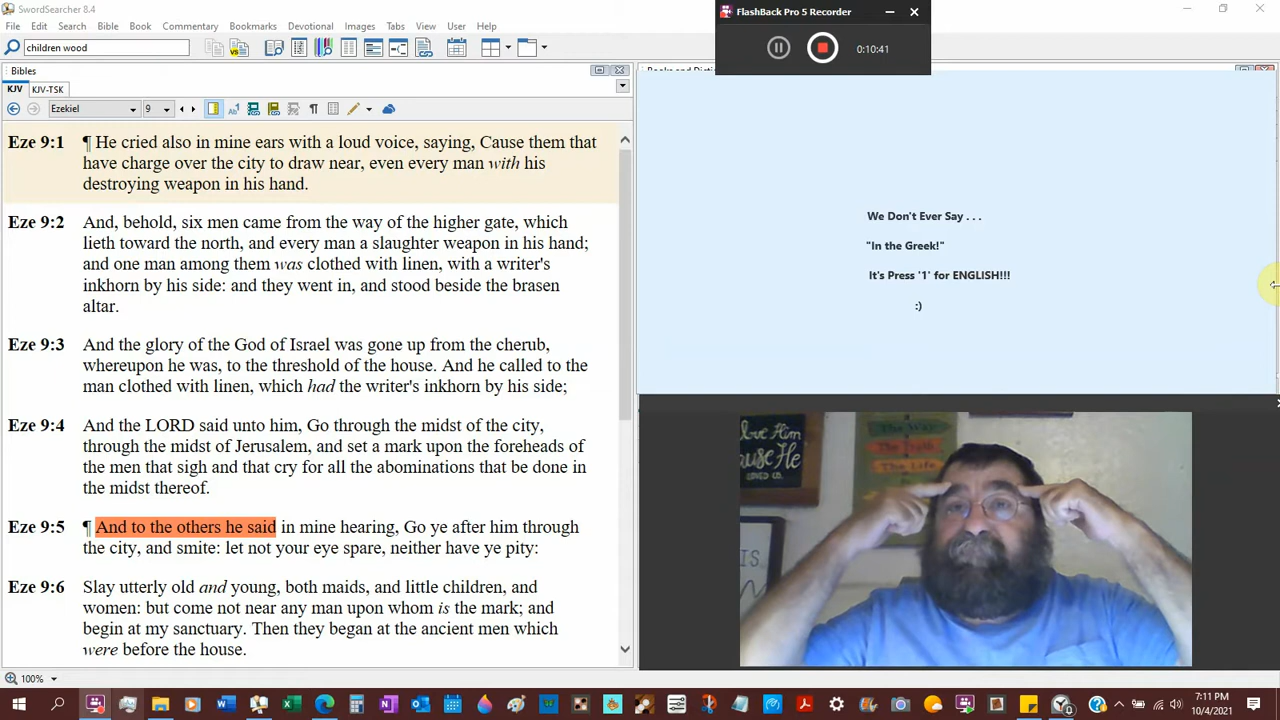 SwordSearcher 8
FlashBack Pro 5 Recorder
File Edit Search Bible Book Commentary Bookmarks Devotional Images Tabs View User Help
children wood
VS
0:10:41
Bibles
KJV KJV-TSK
Ezekiel 9
Eze 9:1 ¶ He cried also in mine ears with a loud voice, saying, Cause them that
have charge over the city to draw near, even every man with his
destroying weapon in his hand.
Eze 9:2 And, behold, six men came from the way of the higher gate, which
lieth toward the north, and every man a slaughter weapon in his hand;
and one man among them was clothed with linen, with a writer's
inkhorn by his side: and they went in, and stood beside the brasen
altar.
Eze 9:3 And the glory of the God of Israel was gone up from the cherub,
whereupon he was, to the threshold of the house. And he called to the
man clothed with linen, which had the writer's inkhorn by his side;
Eze 9:4 And the LORD said unto him, Go through the midst of the city,
through the midst of Jerusalem, and set a mark upon the foreheads of
the men that sigh and that cry for all the abominations that be done in
the midst thereof.
Eze 9:5 ¶ And to the others he said in mine hearing, Go ye after him through
the city, and smite: let not your eye spare, neither have ye pity:
Eze 9:6 Slay utterly old and young, both maids, and little children, and
women: but come not near any man upon whom is the mark; and
begin at my sanctuary. Then they began at the ancient men which
were before the house.
100%
We Don't Ever Say . . .
"In the Greek!"
It's Press '1' for ENGLISH!!!
:)
love Him
cause He
LOVED US.
The Way
The Truth
The Life
IS
7:11 PM
10/4/2021